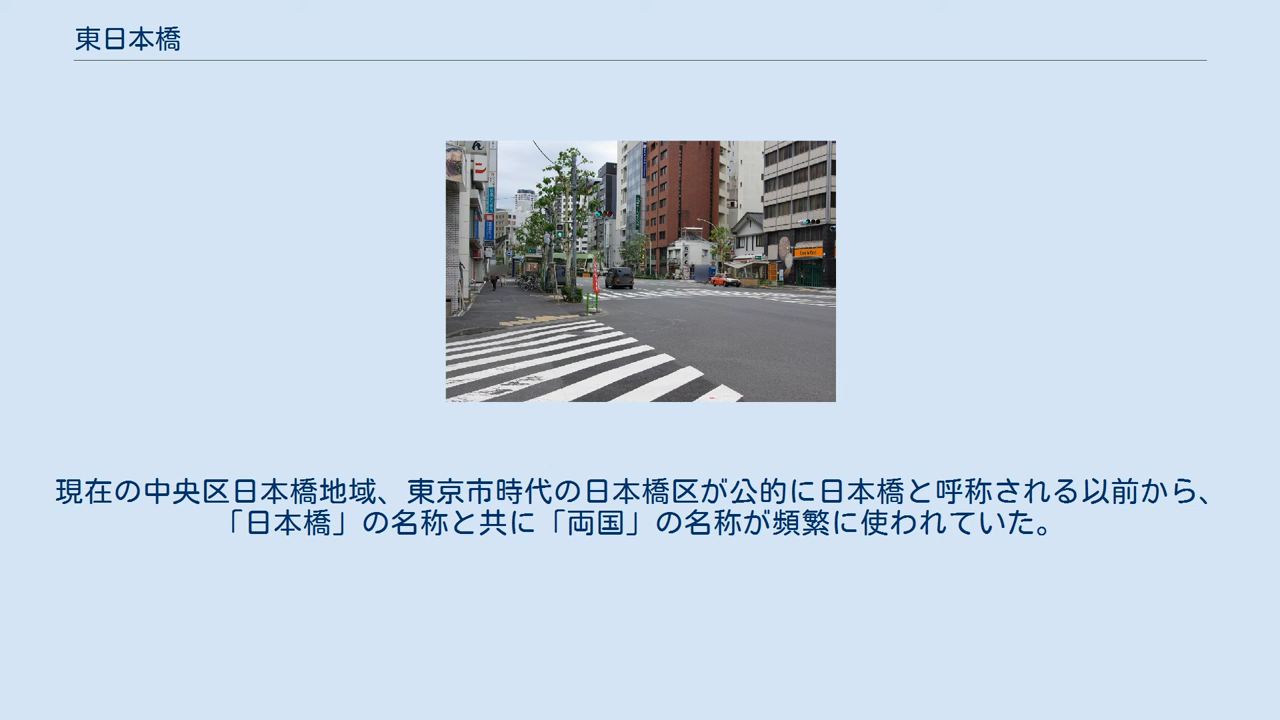 東日本橋
現在の中央区日本橋地域、東京市時代の日本橋区が公的に日本橋と呼称される以前から、
「日本橋」の名称と共に「両国」の名称が頻繁に使われていた。